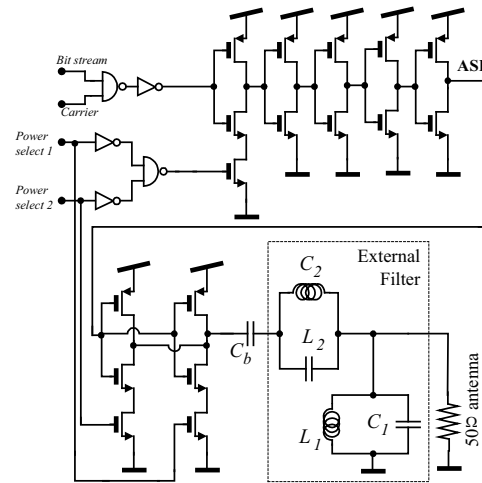 Bit stream
Carrier
ASK
Power
select 1
Power
select 2
External
Filter
C2
L2
Cb
L1
C1
50Ω antenna